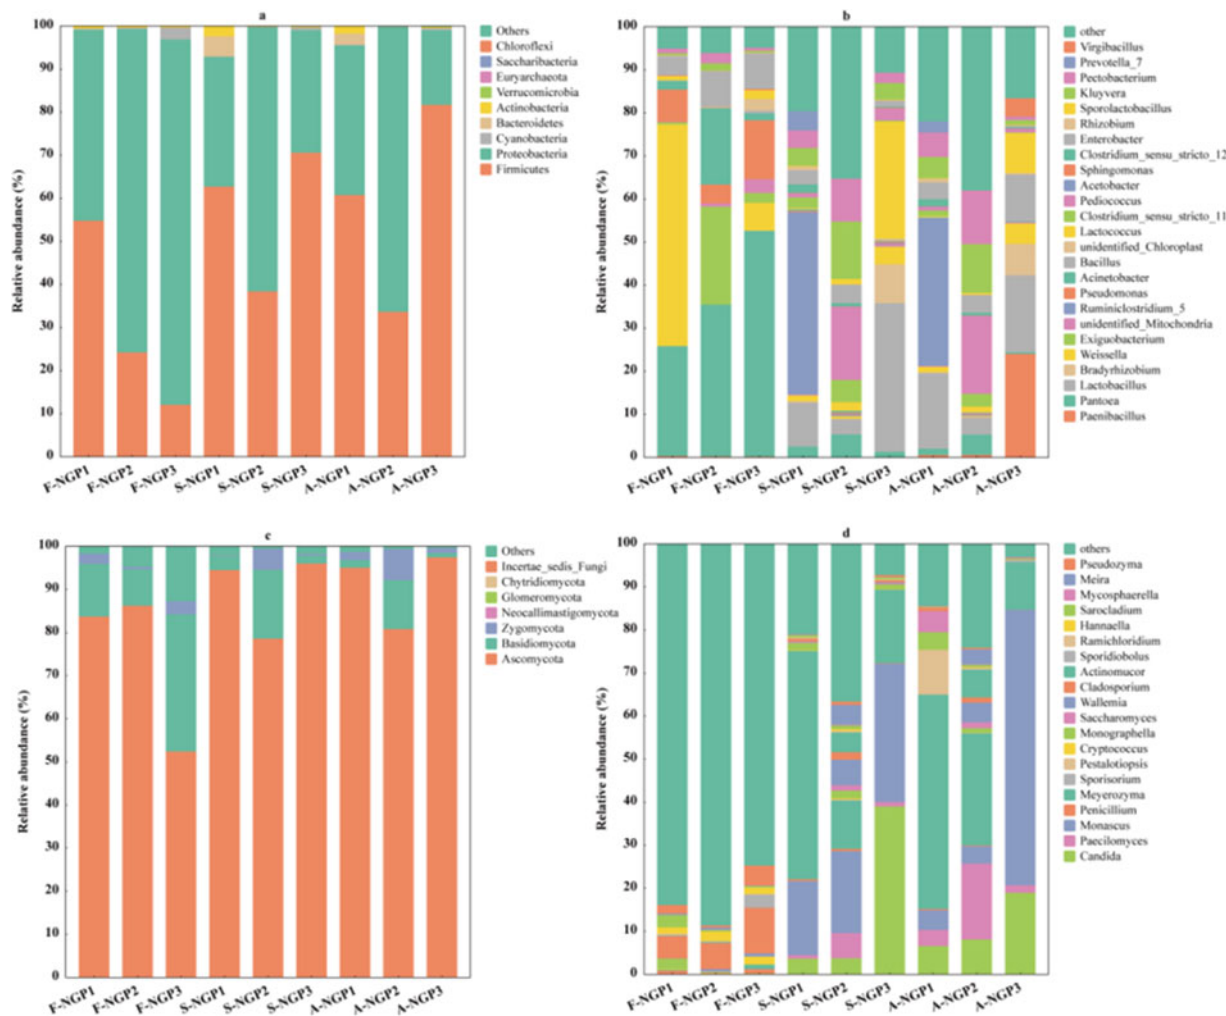 a
Relative abundance (%)
100
90
80
70
60
50
40
30
20
10
0
F-NGP1
F-NGP2
F-NGP3
S-NGP1
S-NGP2
S-NGP3
A-NGP1
A-NGP2
A-NGP3
Others
Chloroflexi
Saccharibacteria
Euryarchaeota
Verrucomicrobia
Actinobacteria
Bacteroidetes
Cyanobacteria
Proteobacteria
Firmicutes
b
Relative abundance (%)
100
90
80
70
60
50
40
30
20
10
0
F-NGP1
F-NGP2
F-NGP3
S-NGP1
S-NGP2
S-NGP3
A-NGP1
A-NGP2
A-NGP3
other
Virgibacillus
Prevotella_7
Pectobacterium
Kluyvera
Sporolactobacillus
Rhizobium
Enterobacter
Clostridium_sensu_stricto_12
Sphingomonas
Acetobacter
Pediococcus
Clostridium_sensu_stricto_11
Lactococcus
unidentified_Chloroplast
Bacillus
Acinetobacter
Pseudomonas
Ruminiclostridium_5
unidentified_Mitochondria
Exiguobacterium
Weissella
Bradyrhizobium
Lactobacillus
Pantoea
Paenibacillus
c
Relative abundance (%)
100
90
80
70
60
50
40
30
20
10
0
F-NGP1
F-NGP2
F-NGP3
S-NGP1
S-NGP2
S-NGP3
A-NGP1
A-NGP2
A-NGP3
Others
Incertae_sedis_Fungi
Chytridiomycota
Glomeromycota
Neocallimastigomycota
Zygomycota
Basidiomycota
Ascomycota
d
Relative abundance (%)
100
90
80
70
60
50
40
30
20
10
0
F-NGP1
F-NGP2
F-NGP3
S-NGP1
S-NGP2
S-NGP3
A-NGP1
A-NGP2
A-NGP3
others
Pseudozyma
Meira
Mycosphaerella
Sarocladium
Hannaella
Ramichloridium
Sporidiobolus
Actinomucor
Cladosporium
Wallemia
Saccharomyces
Monographella
Cryptococcus
Pestalotiopsis
Sporisorium
Meyerozyma
Penicillium
Monascus
Paecilomyces
Candida